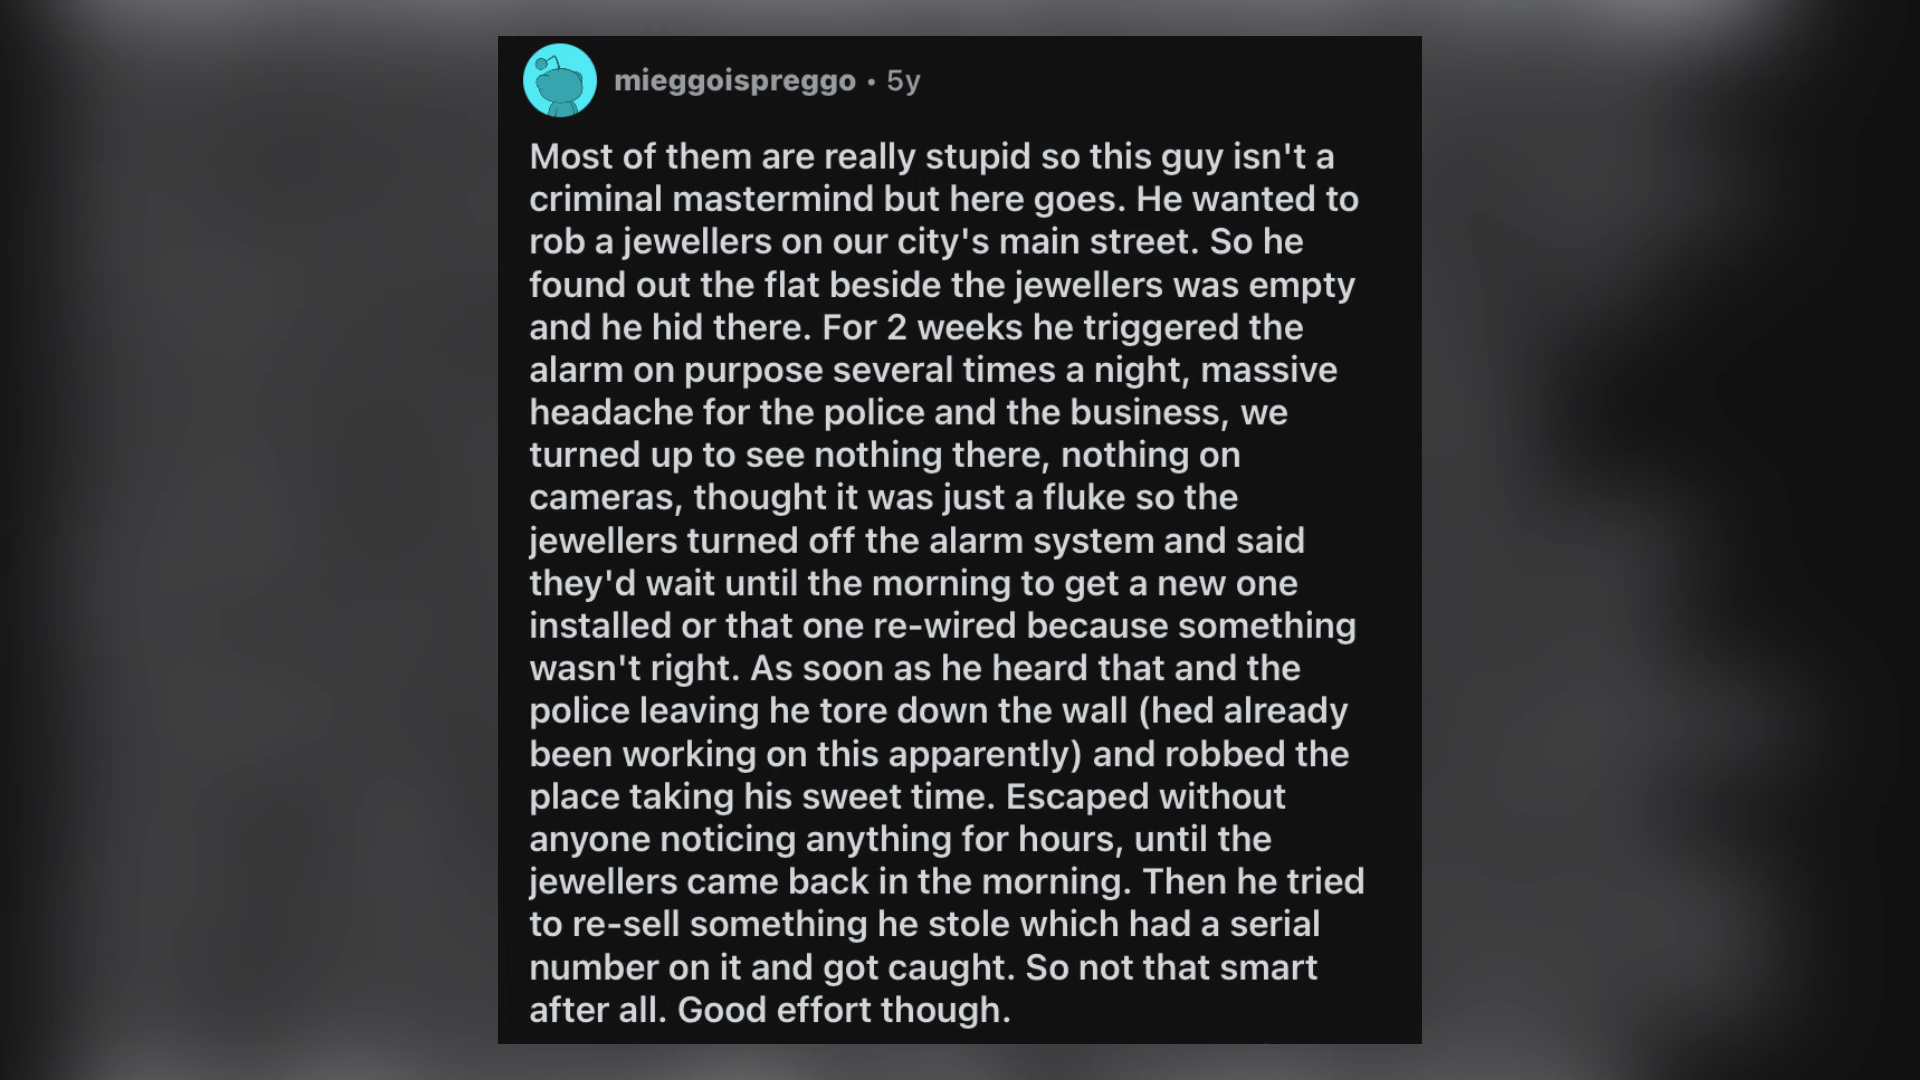 mieggoispreggo • 5y
Most of them are really stupid so this guy isn't a
criminal mastermind but here goes. He wanted to
rob a jewellers on our city's main street. So he
found out the flat beside the jewellers was empty
and he hid there. For 2 weeks he triggered the
alarm on purpose several times a night, massive
headache for the police and the business, we
turned up to see nothing there, nothing on
cameras, thought it was just a fluke so the
jewellers turned off the alarm system and said
they'd wait until the morning to get a new one
installed or that one re-wired because something
wasn't right. As soon as he heard that and the
police leaving he tore down the wall (hed already
been working on this apparently) and robbed the
place taking his sweet time. Escaped without
anyone noticing anything for hours, until the
jewellers came back in the morning. Then he tried
to re-sell something he stole which had a serial
number on it and got caught. So not that smart
after all. Good effort though.